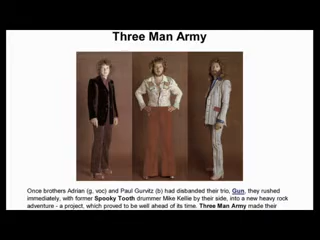 Three Man Army
Once brothers Adrian (g, voc) and Paul Gurvitz (b) had disbanded their trio, Gun, they rushed
immediately, with former Spooky Tooth drummer Mike Kellie by their side, into a new heavy rock
adventure - a project, which proved to be well ahead of its time. Three Man Army made their